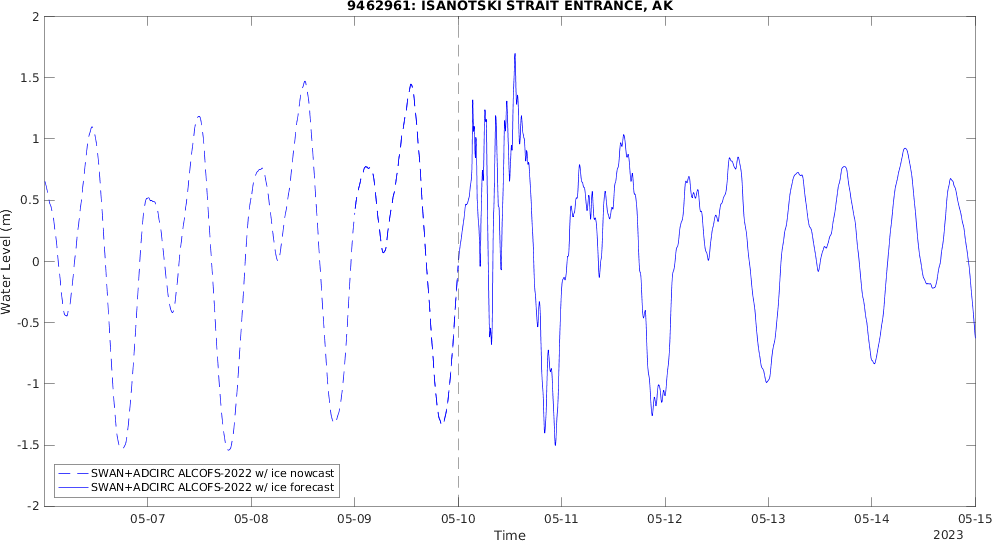 9462961: ISANOTSKI STRAIT ENTRANCE, AK
2
1.5
1
0.5
0
-0.5
-1
-1.5
-2
Water Level (m)
SWAN+ADCIRC ALCOFS-2022 w/ ice nowcast
SWAN+ADCIRC ALCOFS-2022 w/ ice forecast
05-07 05-08 05-09 05-10 05-11 05-12 05-13 05-14 05-15
Time
2023